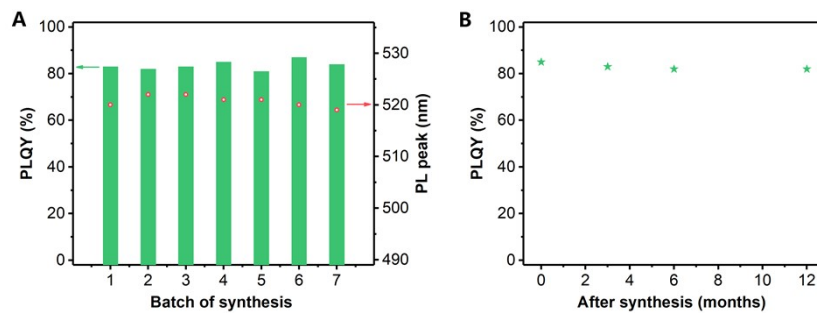 A
100
80
60
40
20
0
PLQY (%)
1 2 3 4 5 6 7
Batch of synthesis
530
520
510
500
490
PL peak (nm)
B
100
80
60
40
20
0
PLQY (%)
0 2 4 6 8 10 12
After synthesis (months)